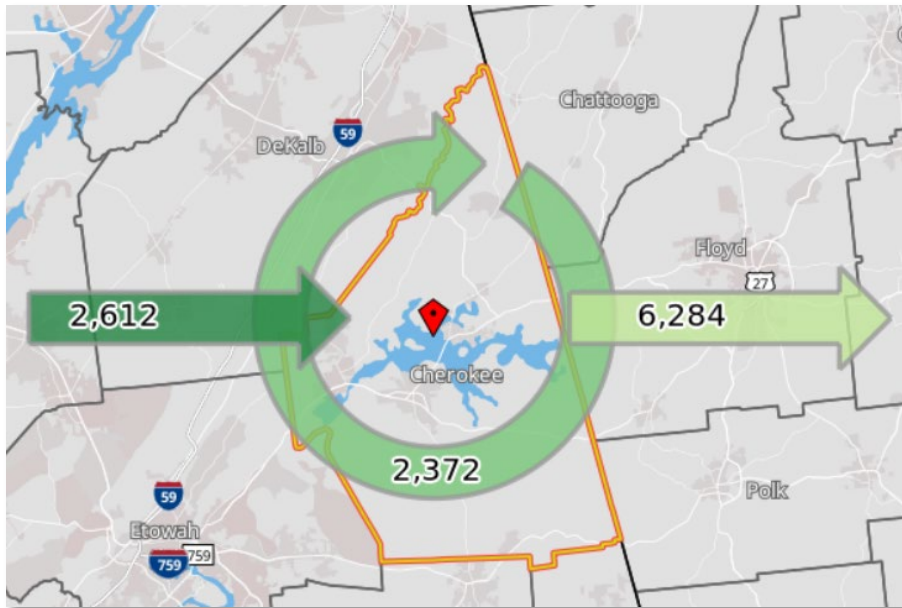 Chattooga
59
DeKalb
Floyd
27
2,612
6,284
Cherokee
2,372
Polk
59
Etowah
759
759